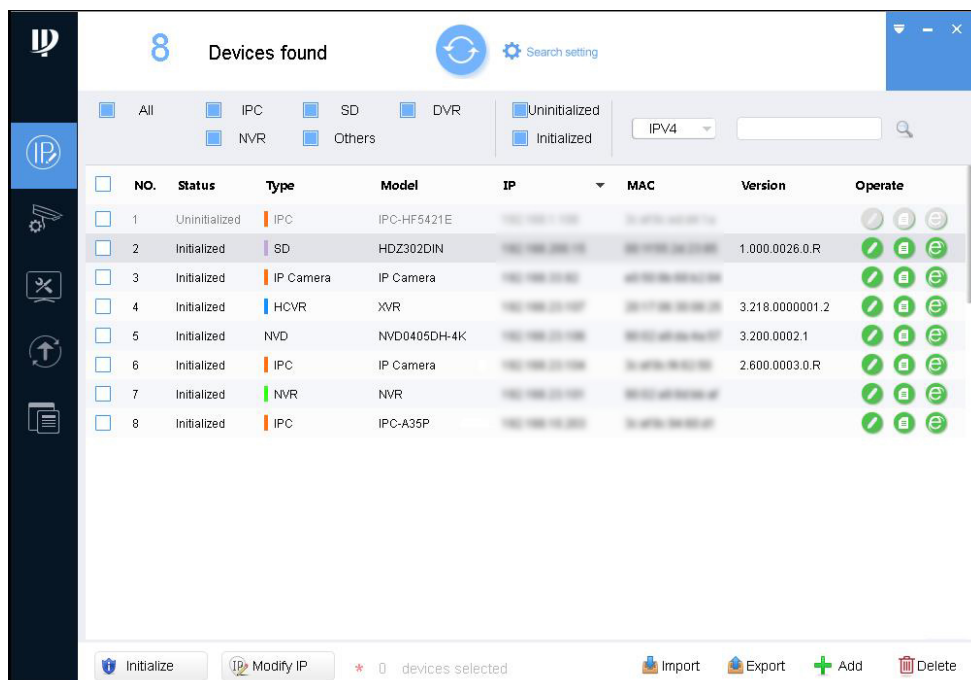 8 Devices found Search setting
All IPC SD DVR Uninitialized
NVR Others Initialized IPV4
NO. Status Type Model IP MAC Version Operate
1 Uninitialized IPC IPC-HF5421E
2 Initialized SD HDZ302DIN 1.000.0026.0.R
3 Initialized IP Camera IP Camera
4 Initialized HCVR XVR 3.218.0000001.2
5 Initialized NVD NVD0405DH-4K 3.200.0002.1
6 Initialized IPC IP Camera 2.600.0003.0.R
7 Initialized NVR NVR
8 Initialized IPC IPC-A35P
Initialize IP Modify IP * 0 devices selected Import Export Add Delete